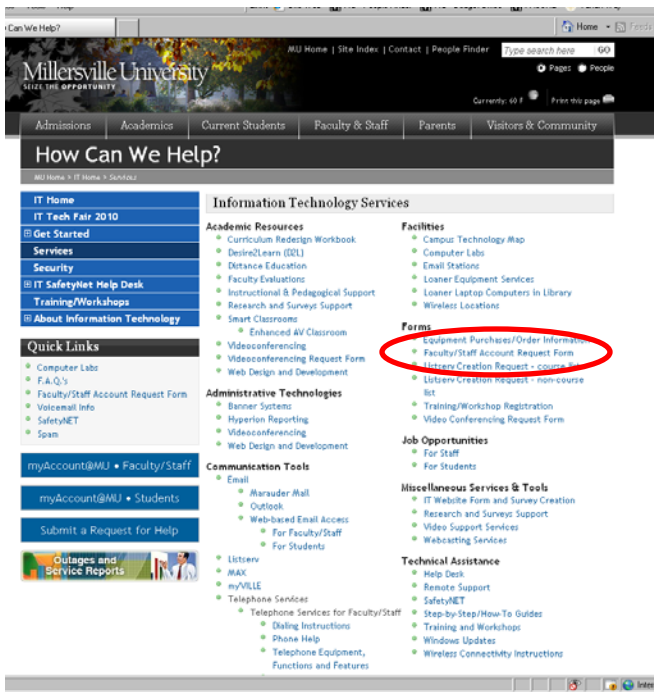 Can We Help?
Home
Feeds
MU Home | Site Index | Contact | People Finder
Type search here
GO
Pages
People
Millersville University
SEIZE THE OPPORTUNITY
Currently: 60 F
Print this page
Admissions
Academics
Current Students
Faculty & Staff
Parents
Visitors & Community
How Can We Help?
MU Home > IT Home > Services
IT Home
IT Tech Fair 2010
Get Started
Services
Security
IT SafetyNet Help Desk
Training/Workshops
About Information Technology
Quick Links
Computer Labs
F.A.Q.'s
Faculty/Staff Account Request Form
Voicemail Info
SafetyNET
Spam
myAccount@MU • Faculty/Staff
myAccount@MU • Students
Submit a Request for Help
Outages and
Service Reports
Information Technology Services
Academic Resources
Curriculum Redesign Workbook
Desire2Learn (D2L)
Distance Education
Faculty Evaluations
Instructional & Pedagogical Support
Research and Surveys Support
Smart Classrooms
Enhanced AV Classroom
Videoconferencing
Videoconferencing Request Form
Web Design and Development
Administrative Technologies
Banner Systems
Hyperion Reporting
Videoconferencing
Web Design and Development
Communication Tools
Email
Marauder Mail
Outlook
Web-based Email Access
For Faculty/Staff
For Students
Listserv
MAX
myVILLE
Telephone Services
Telephone Services for Faculty/Staff
Dialing Instructions
Phone Help
Telephone Equipment,
Functions and Features
Facilities
Campus Technology Map
Computer Labs
Email Stations
Loaner Equipment Services
Loaner Laptop Computers in Library
Wireless Locations
Forms
Equipment Purchases/Order Information
Faculty/Staff Account Request Form
Listserv Creation Request - course list
Listserv Creation Request - non-course
list
Training/Workshop Registration
Video Conferencing Request Form
Job Opportunities
For Staff
For Students
Miscellaneous Services & Tools
IT Website Form and Survey Creation
Research and Surveys Support
Video Support Services
Webcasting Services
Technical Assistance
Help Desk
Remote Support
SafetyNET
Step-by-Step/How-To Guides
Training and Workshops
Windows Updates
Wireless Connectivity Instructions
Inter